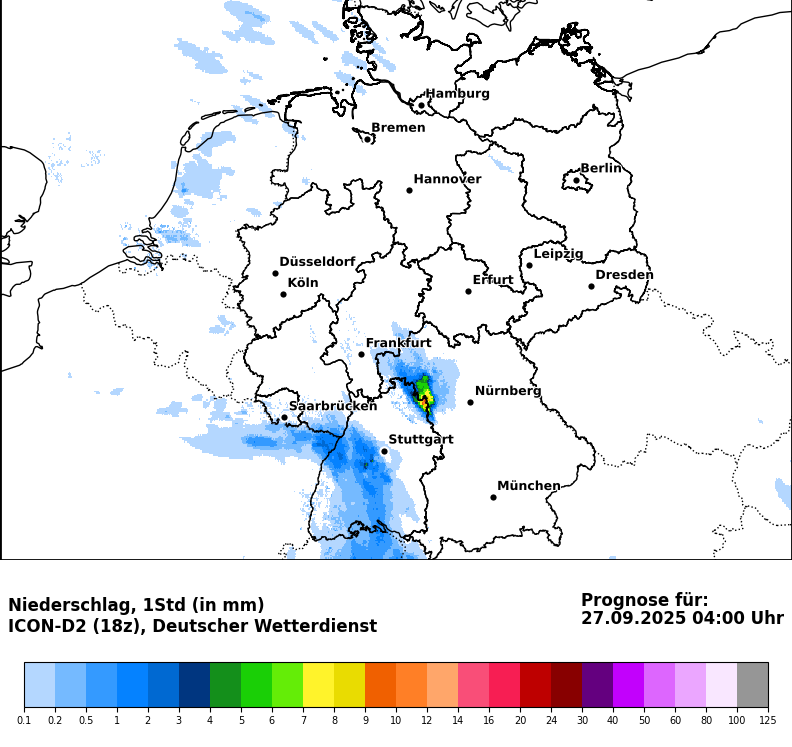 Hamburg
Bremen
Berlin
Hannover
Leipzig
Düsseldorf
Dresden
Köln
Erfurt
Frankfurt
Nürnberg
Saarbrücken
Stuttgart
München
Niederschlag, 1Std (in mm)
ICON-D2 (18z), Deutscher Wetterdienst
Prognose für:
27.09.2025 04:00 Uhr
0.1 0.2 0.5 1 2 3 4 5 6 7 8 9 10 12 14 16 20 24 30 40 50 60 80 100 125